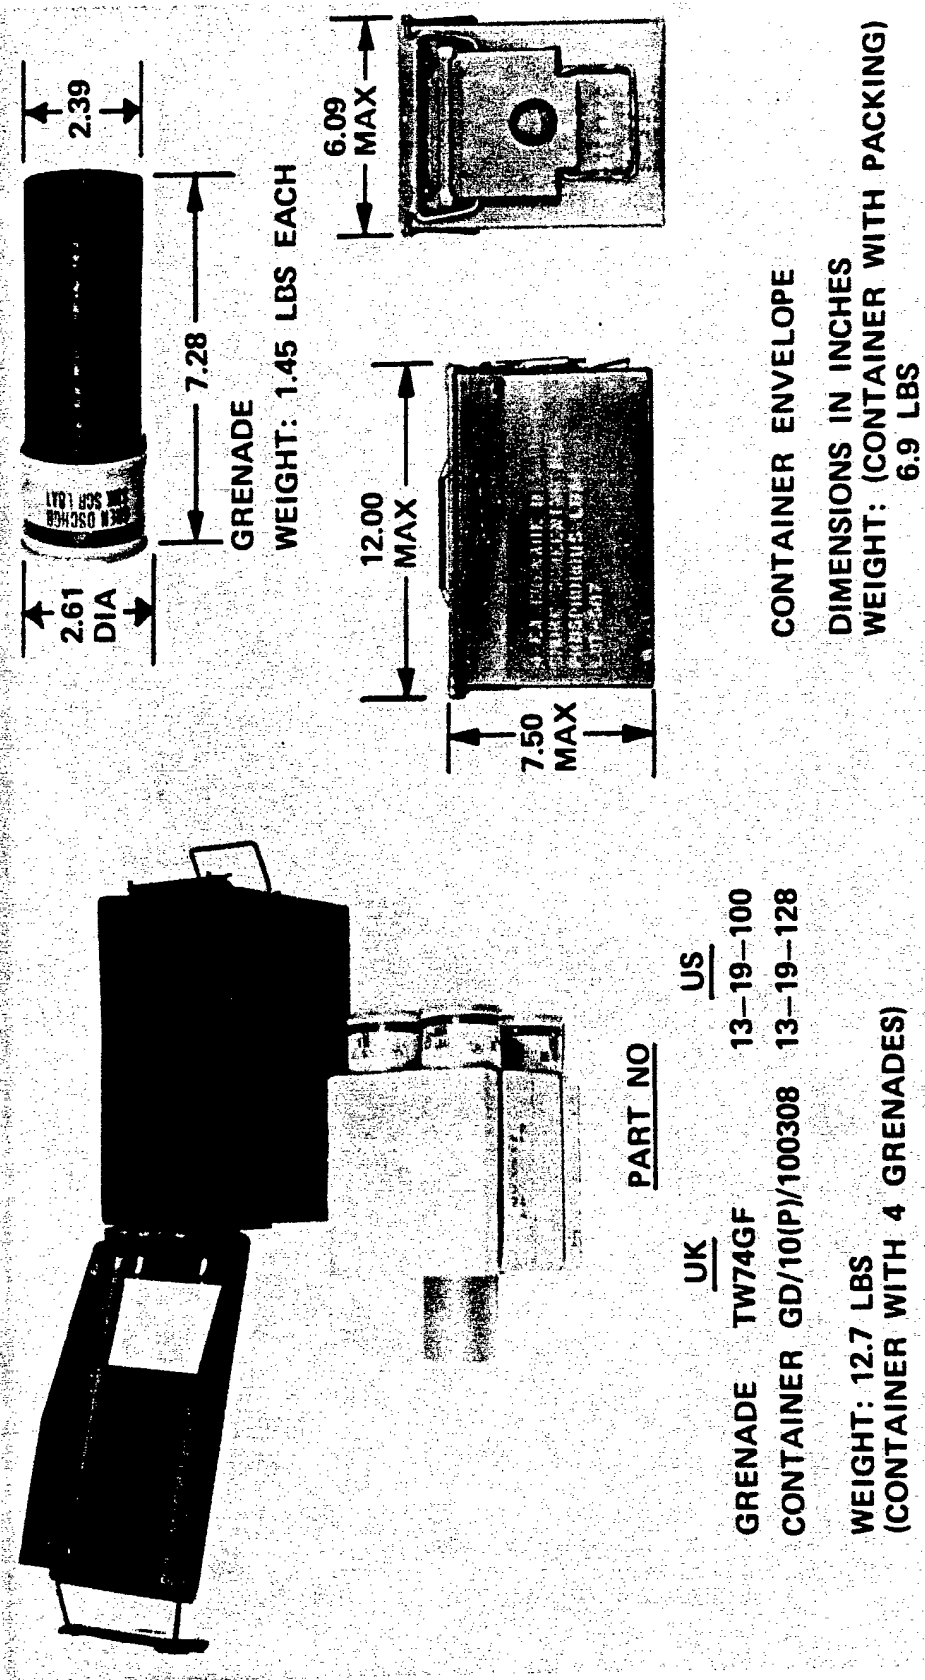 2.39
7.28
2.61
DIA
GRENADE
WEIGHT: 1.45 LBS EACH
6.09
MAX
12.00
MAX
7.50
MAX
CONTAINER ENVELOPE
DIMENSIONS IN INCHES
WEIGHT: (CONTAINER WITH PACKING)
6.9 LBS
PART NO
UK US
GRENADE TW74GF 13-19-100
CONTAINER GD/10(P)/100308 13-19-128
WEIGHT: 12.7 LBS
(CONTAINER WITH 4 GRENADES)